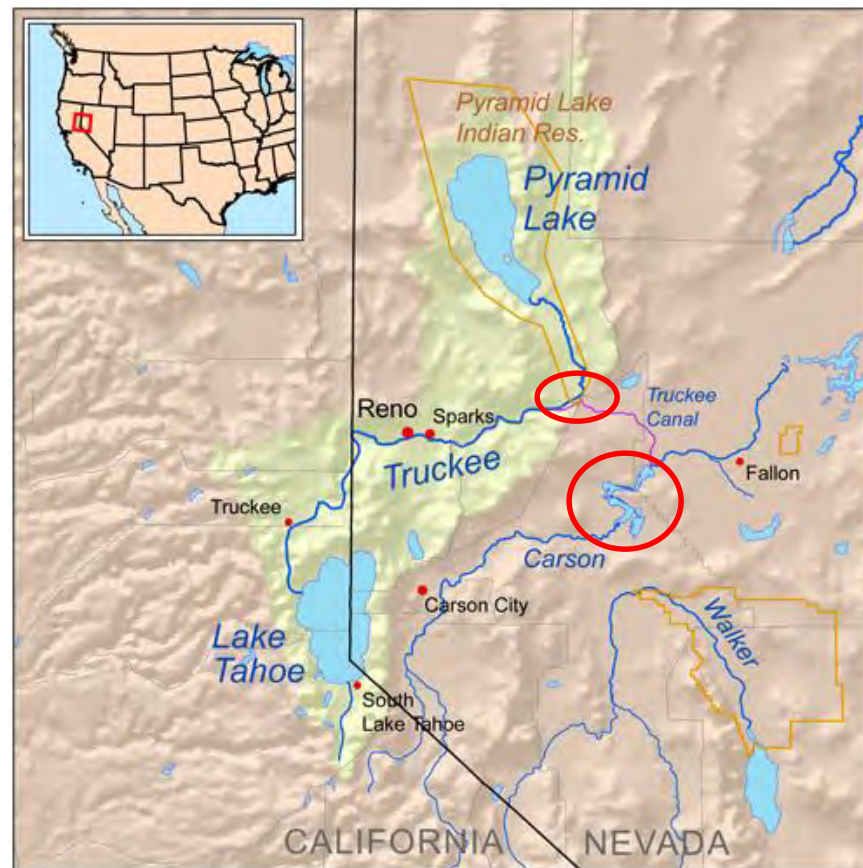 Pyramid Lake
Indian Res.
Pyramid
Lake
Reno
Sparks
Truckee
Canal
Truckee
Fallon
Truckee
Carson
Carson City
Walker
Lake
Tahoe
South
Lake Tahoe
CALIFORNIA
NEVADA